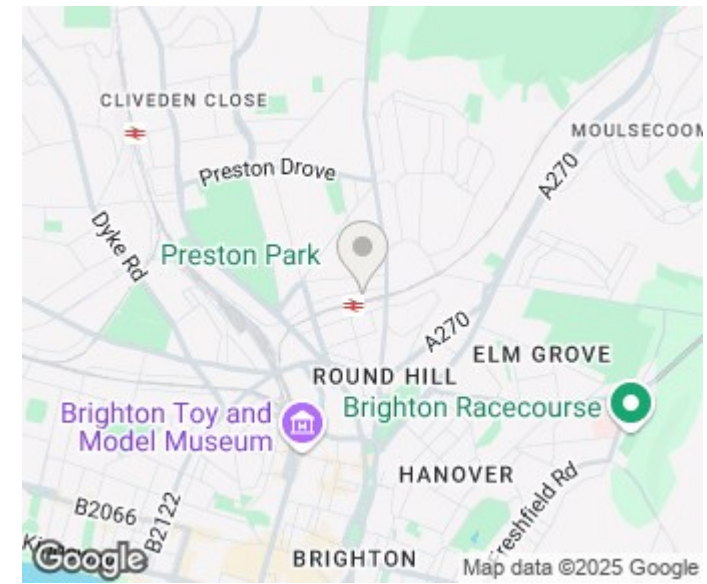 CLIVEDEN CLOSE
MOULSECOOM
Preston Drove
A270
Dyke Rd
Preston Park
A270
ELM GROVE
ROUND HILL
Brighton Toy and
Model Museum
Brighton Racecourse
HANOVER
B2066
B2122
reshfield Rd
BRIGHTON
Google
Map data ©2025 Google